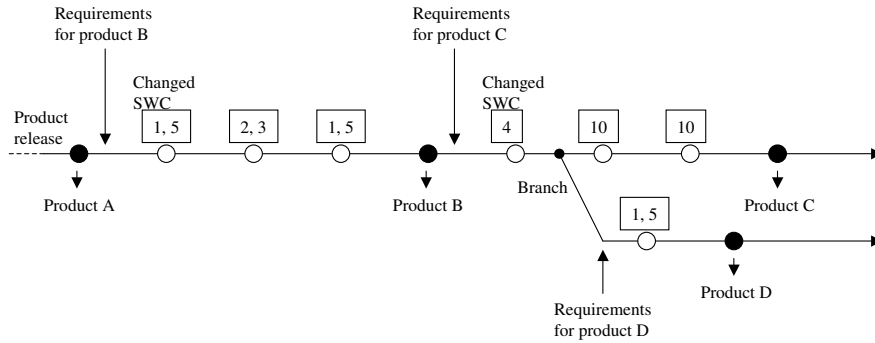 Requirements
for product B
Requirements
for product C
Changed
SWC
Changed
SWC
Product
release
1, 5
2, 3
1, 5
4
10
10
Product A
Product B
Branch
Product C
1, 5
Product D
Requirements
for product D